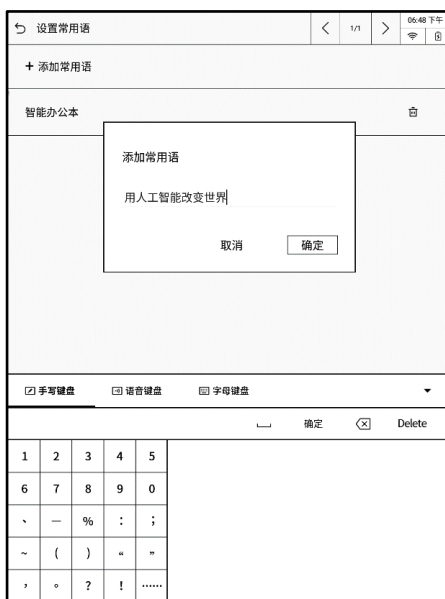 设置常用语
1/1
06:48 下午
+ 添加常用语
智能办公本
添加常用语
用人工智能改变世界
取消
确定
手写键盘
语音键盘
字母键盘
确定
Delete
1 2 3 4 5
6 7 8 9 0
、 — % : ;
~ ( ) “ ”
, 。 ? ! ……